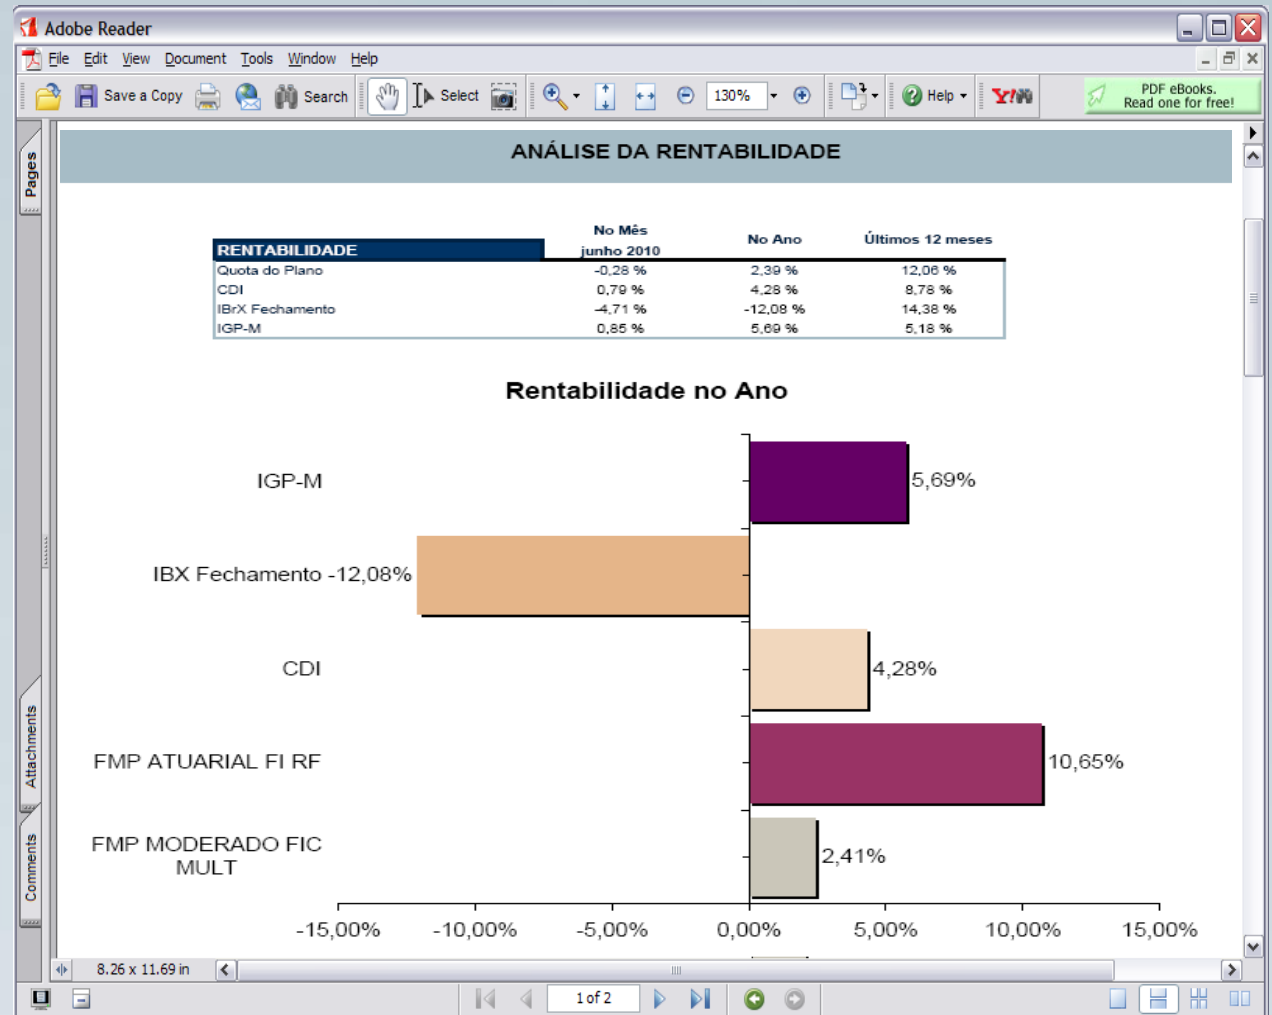 Adobe Reader
File Edit View Document Tools Window Help
Save a Copy Search Select 130% Help Y! PDF eBooks.
Read one for free!
Pages
Attachments
Comments
ANÁLISE DA RENTABILIDADE
RENTABILIDADE No Mês junho 2010 No Ano Últimos 12 meses
Quota do Plano -0,28 % 2,39 % 12,06 %
CDI 0,79 % 4,28 % 8,78 %
IBrX Fechamento -4,71 % -12,08 % 14,38 %
IGP-M 0,85 % 5,69 % 5,18 %
Rentabilidade no Ano
IGP-M 5,69%
IBX Fechamento -12,08%
CDI 4,28%
FMP ATUARIAL FI RF 10,65%
FMP MODERADO FIC
MULT 2,41%
-15,00% -10,00% -5,00% 0,00% 5,00% 10,00% 15,00%
8.26 x 11.69 in
1 of 2